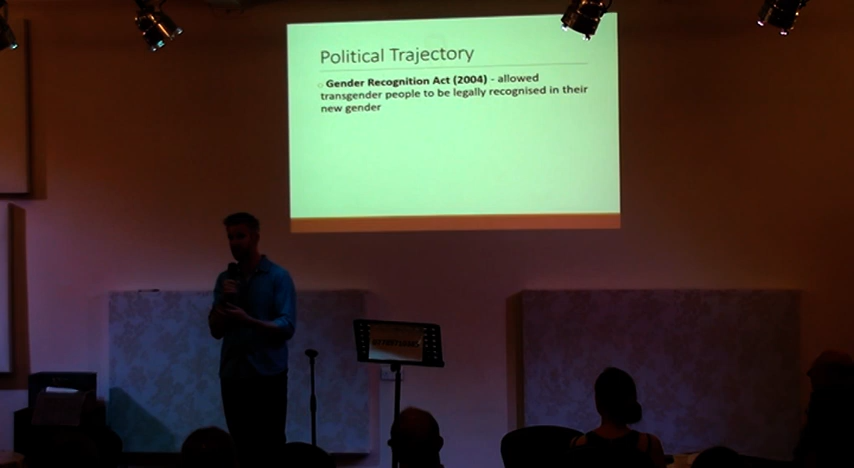 Political Trajectory
Gender Recognition Act (2004) - allowed
transgender people to be legally recognised in their
new gender